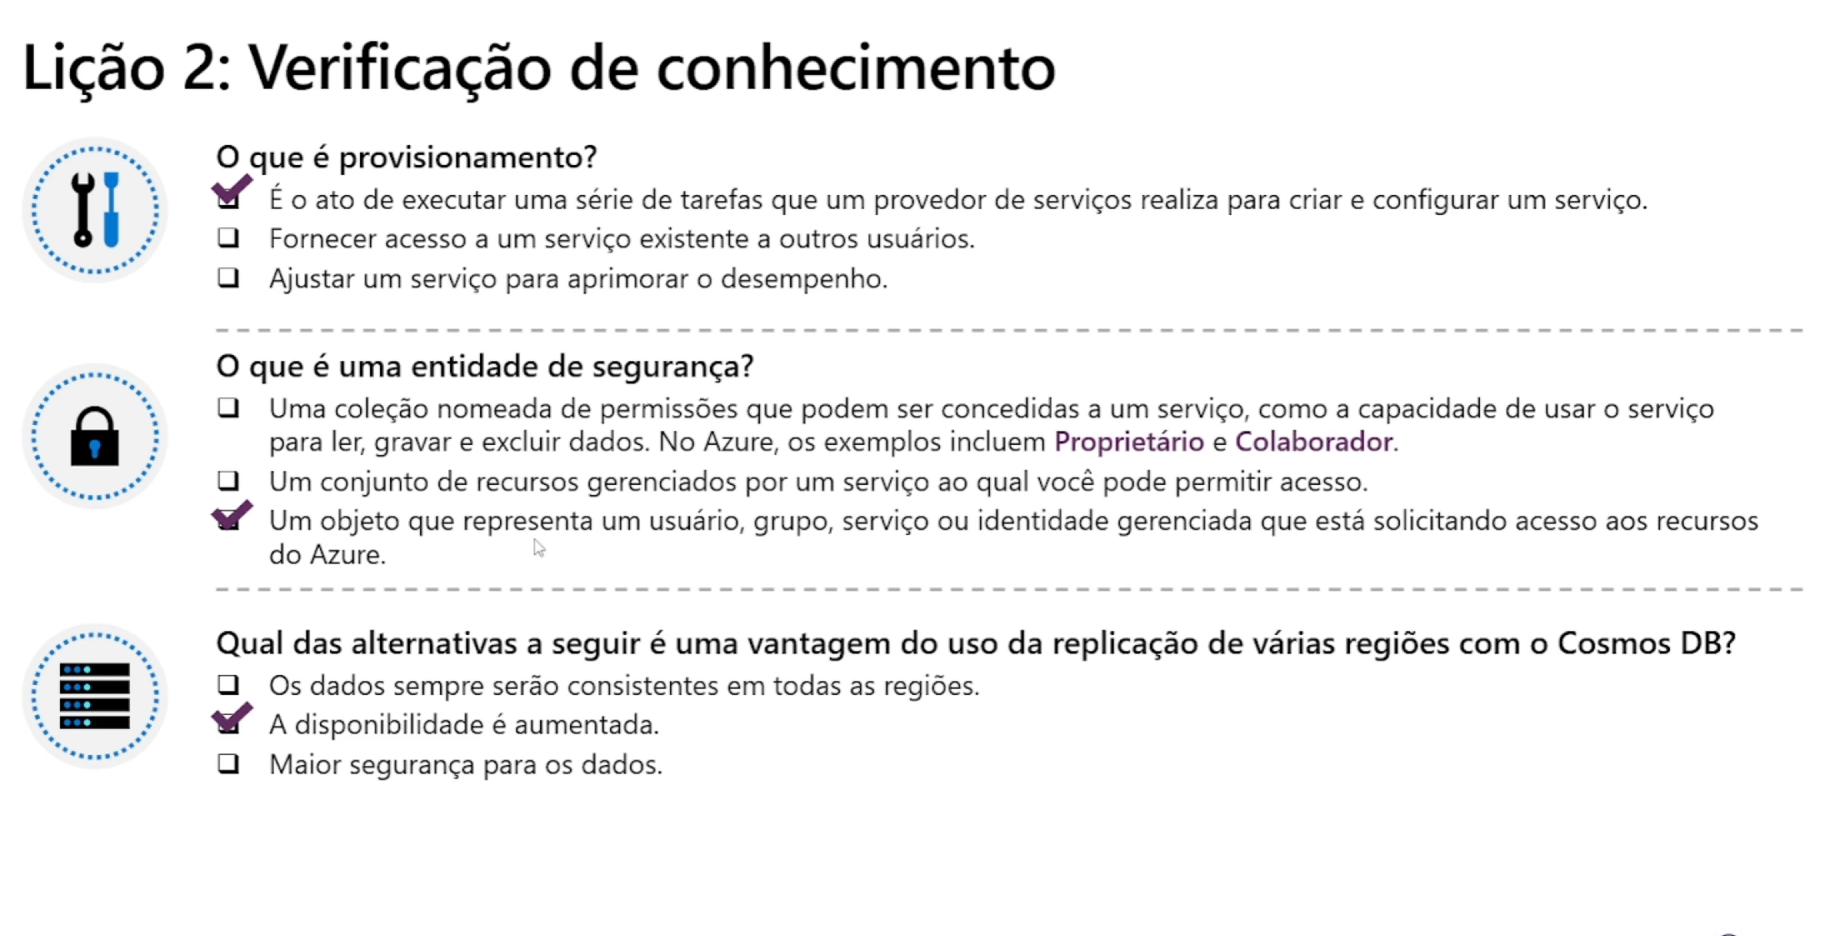 Lição 2: Verificação de conhecimento
O que é provisionamento?
É o ato de executar uma série de tarefas que um provedor de serviços realiza para criar e configurar um serviço.
Fornecer acesso a um serviço existente a outros usuários.
Ajustar um serviço para aprimorar o desempenho.
O que é uma entidade de segurança?
Uma coleção nomeada de permissões que podem ser concedidas a um serviço, como a capacidade de usar o serviço
para ler, gravar e excluir dados. No Azure, os exemplos incluem Proprietário e Colaborador.
Um conjunto de recursos gerenciados por um serviço ao qual você pode permitir acesso.
Um objeto que representa um usuário, grupo, serviço ou identidade gerenciada que está solicitando acesso aos recursos
do Azure.
Qual das alternativas a seguir é uma vantagem do uso da replicação de várias regiões com o Cosmos DB?
Os dados sempre serão consistentes em todas as regiões.
A disponibilidade é aumentada.
Maior segurança para os dados.